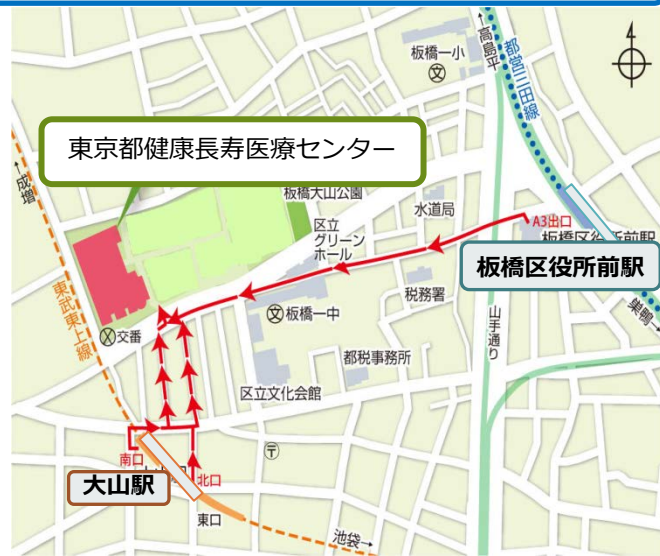 ←高島平
板橋一小
文
都営三田線
4
東京都健康長寿医療センター
←成増
板橋大山公園
水道局
A3出口
区立
グリーン
ホール
板橋区役所前駅
板橋区役所前駅
東武東上線
税務署
巣鴨→
文板橋一中
山手通り
交番
都税事務所
区立文化会館
〒
南口
北口
大山駅
東口
池袋→